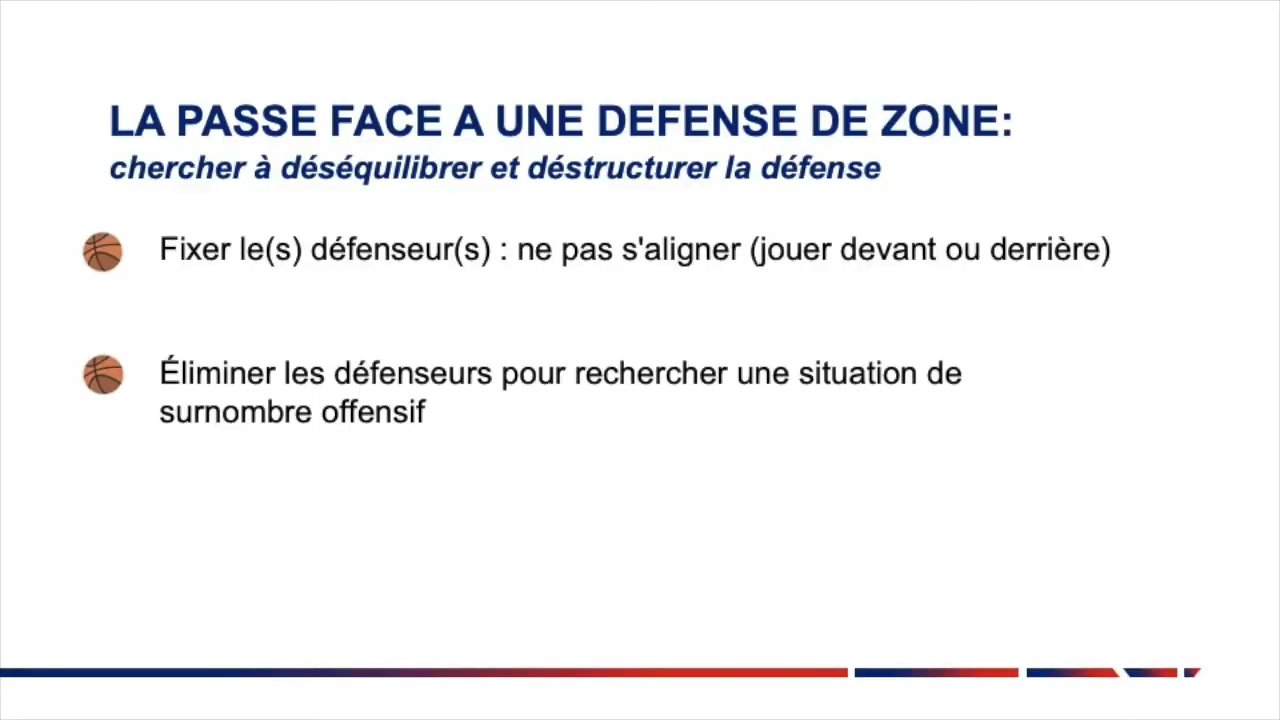 LA PASSE FACE A UNE DEFENSE DE ZONE:
chercher à déséquilibrer et déstructurer la défense
Fixer le(s) défenseur(s) : ne pas s'aligner (jouer devant ou derrière)
Éliminer les défenseurs pour rechercher une situation de
surnombre offensif